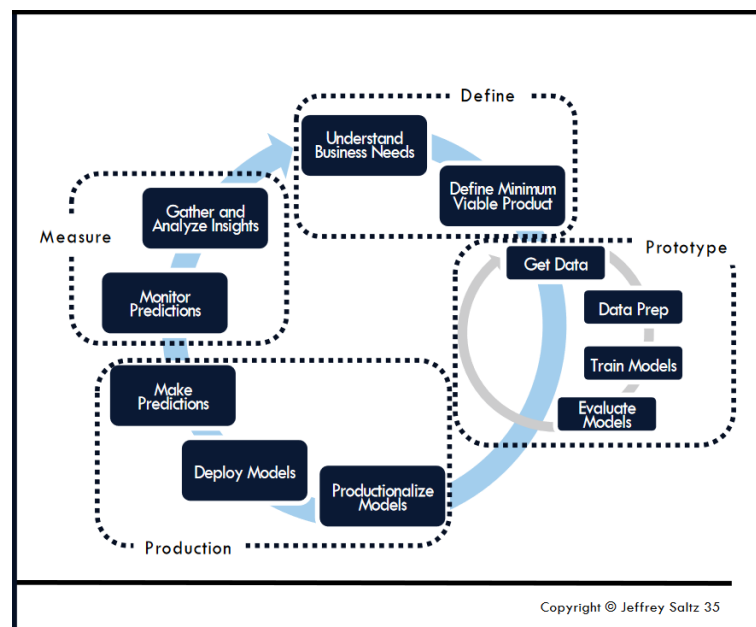 Define
Understand
Business Needs
Define Minimum
Viable Product
Prototype
Get Data
Data Prep
Train Models
Evaluate
Models
Productionalize
Models
Deploy Models
Make
Predictions
Production
Measure
Monitor
Predictions
Gather and
Analyze Insights
Copyright © Jeffrey Saltz 35